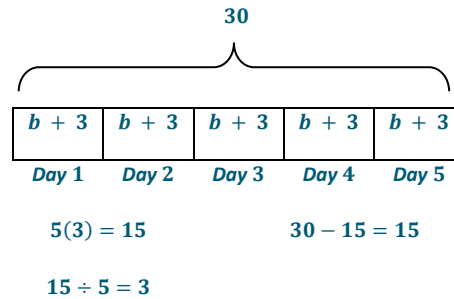 30
b + 3 b + 3 b + 3 b + 3 b + 3
Day 1 Day 2 Day 3 Day 4 Day 5
5(3) = 15 30 − 15 = 15
15 ÷ 5 = 3